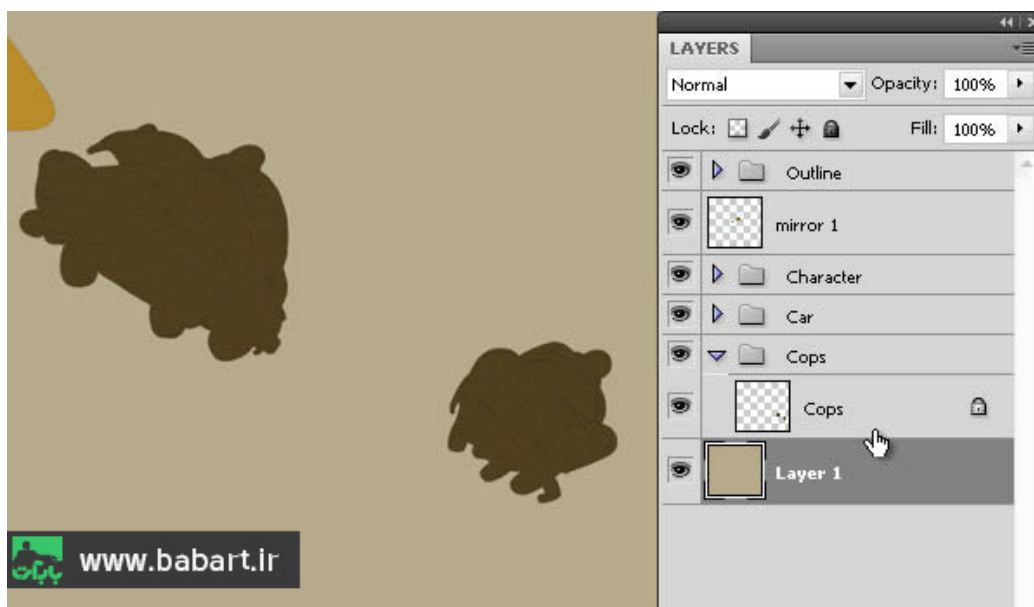 LAYERS
Normal Opacity: 100%
Lock: Fill: 100%
Outline
mirror 1
Character
Car
Cops
Cops
Layer 1
بابارت www.babart.ir